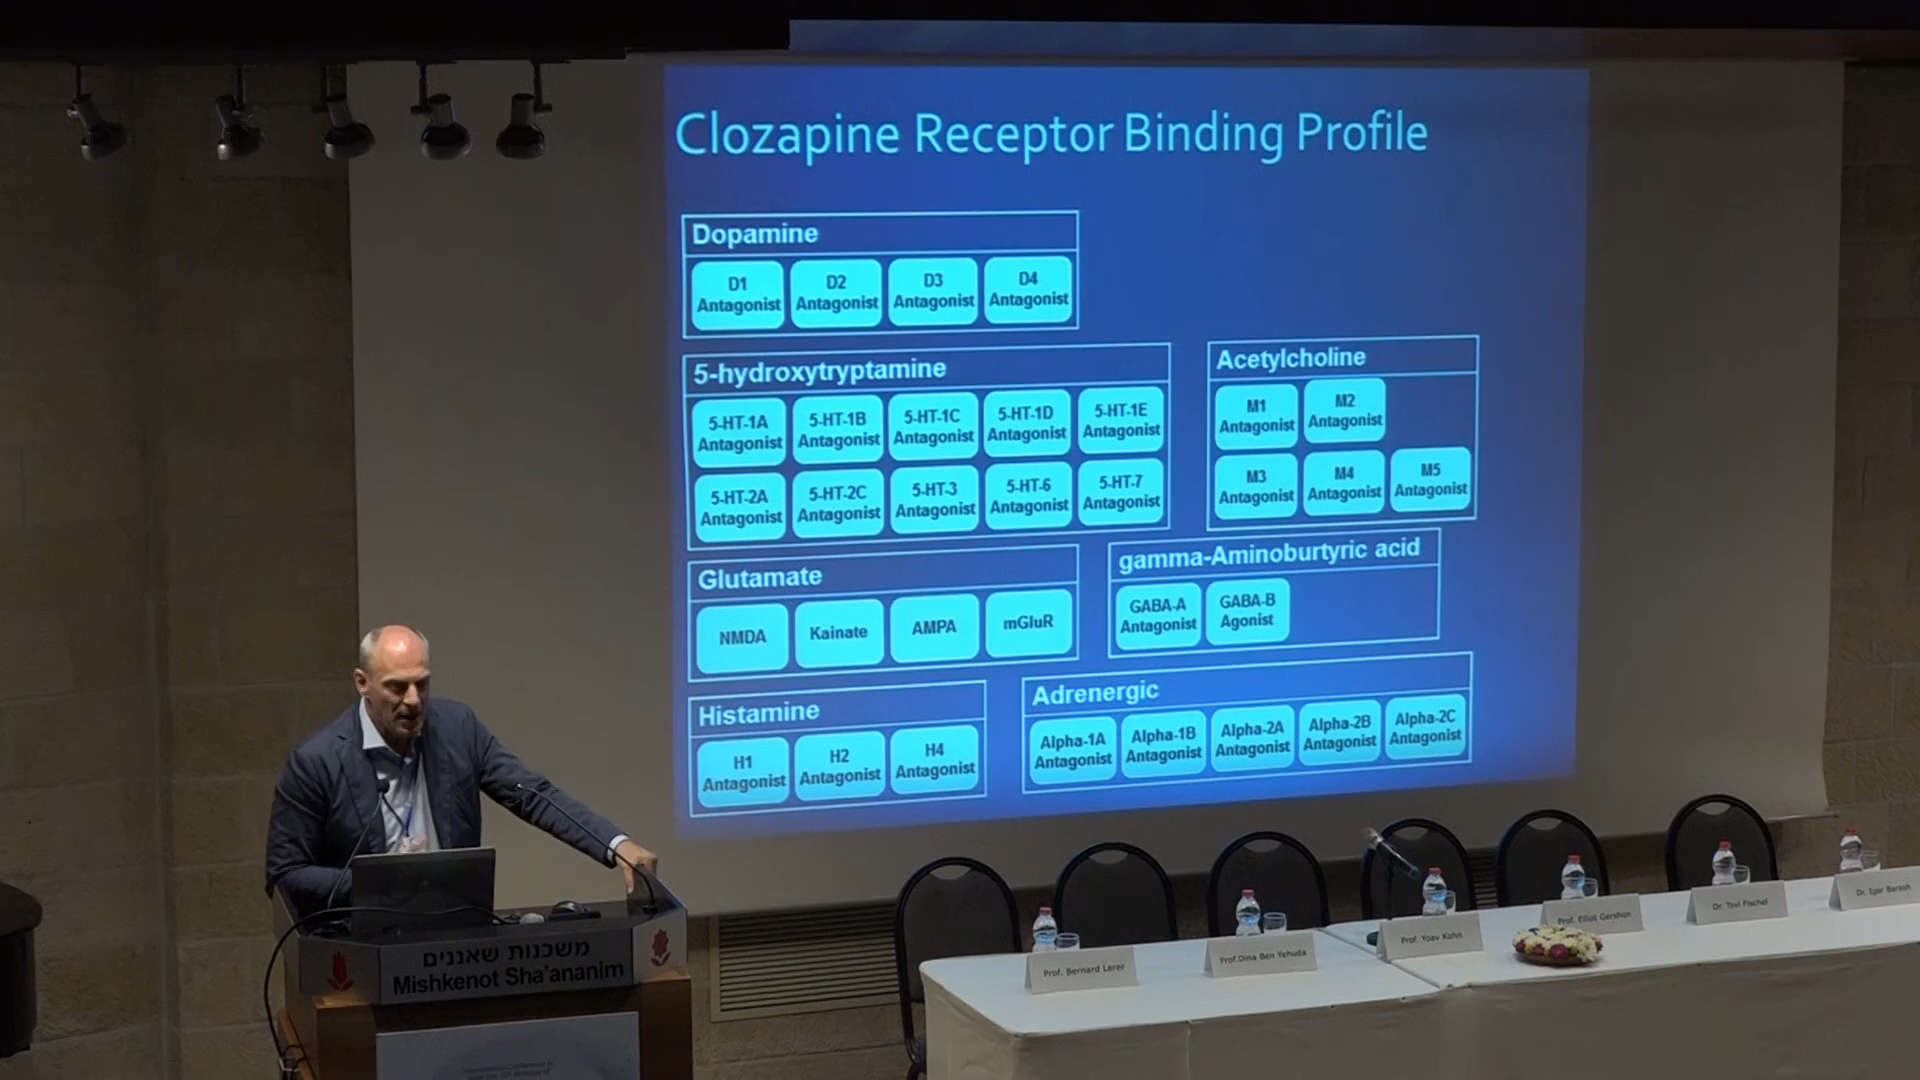 Clozapine Receptor Binding Profile
Dopamine
D1
Antagonist
D2
Antagonist
D3
Antagonist
D4
Antagonist
5-hydroxytryptamine
5-HT-1A
Antagonist
5-HT-1B
Antagonist
5-HT-1C
Antagonist
5-HT-1D
Antagonist
5-HT-1E
Antagonist
5-HT-2A
Antagonist
5-HT-2C
Antagonist
5-HT-3
Antagonist
5-HT-6
Antagonist
5-HT-7
Antagonist
Acetylcholine
M1
Antagonist
M2
Antagonist
M3
Antagonist
M4
Antagonist
M5
Antagonist
Glutamate
NMDA
Kainate
AMPA
mGluR
gamma-Aminoburtyric acid
GABA-A
Antagonist
GABA-B
Agonist
Histamine
H1
Antagonist
H2
Antagonist
H4
Antagonist
Adrenergic
Alpha-1A
Antagonist
Alpha-1B
Antagonist
Alpha-2A
Antagonist
Alpha-2B
Antagonist
Alpha-2C
Antagonist
משכנות שאננים
Mishkenot Sha'ananim
Prof. Bernard Lerer
Prof.Dina Ben Yehuda
Prof. Yoav Kohn
Prof. Elliot Gershon
Dr. Tsvi Fischel
Dr. Igor Barash